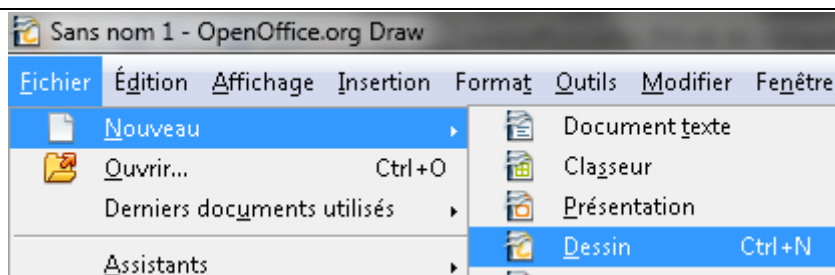 Sans nom 1 - OpenOffice.org Draw
Fichier Édition Affichage Insertion Format Outils Modifier Fenêtre
Nouveau
Document texte
Ouvrir... Ctrl+O
Classeur
Derniers documents utilisés
Présentation
Dessin Ctrl+N
Assistants